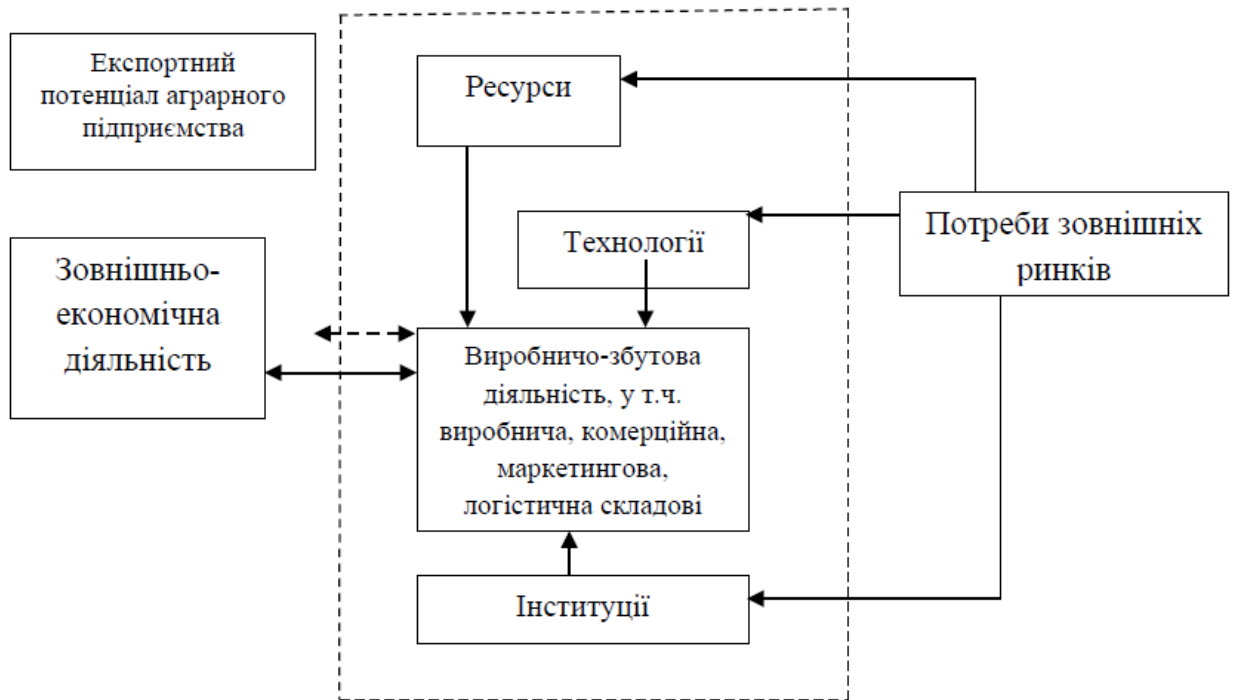 Експортний
потенціал аграрного
підприємства
Ресурси
Технології
Потреби зовнішніх
ринків
Зовнішньо-
економічна
діяльність
Виробничо-збутова
діяльність, у т.ч.
виробнича, комерційна,
маркетингова,
логістична складові
Інституції